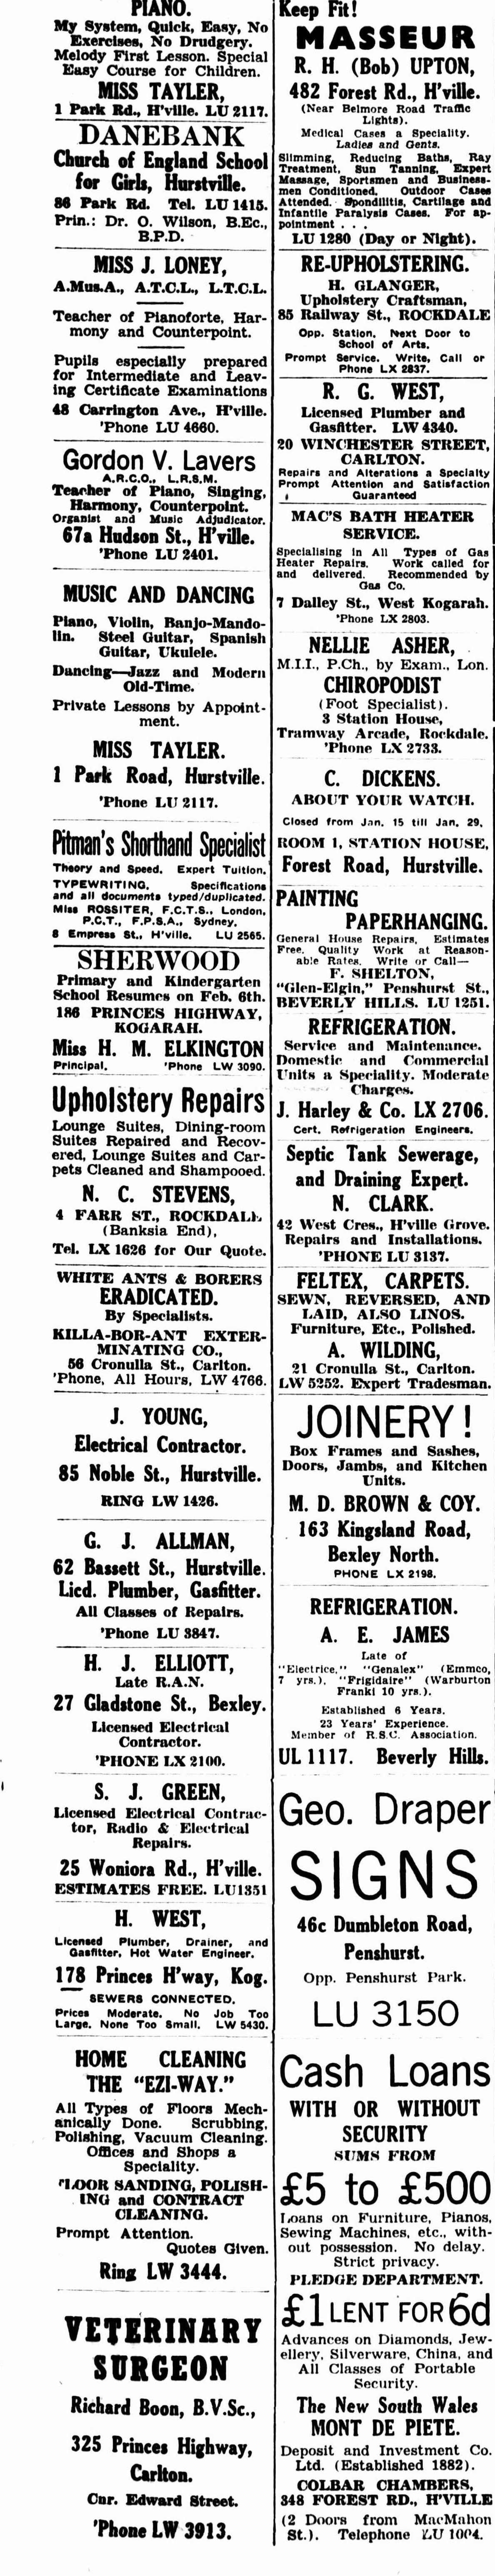 PIANO.
My System, Quick, Easy, No
Exercises, No Drudgery.
Melody First Lesson. Special
Easy Course for Children.
MISS TAYLER,
1 Park Rd., H'ville. LU 2117.
DANEBANK
Church of England School
for Girls, Hurstville.
86 Park Rd. Tel. LU 1415.
Prin.: Dr. O. Wilson, B.Ec.,
B.P.D.
MISS J. LONEY,
A.Mus.A., A.T.C.L., L.T.C.L.
Teacher of Pianoforte, Har-
mony and Counterpoint.
Pupils especially prepared
for Intermediate and Leav-
ing Certificate Examinations
48 Carrington Ave., H'ville.
'Phone LU 4660.
Gordon V. Lavers
A.R.C.O., L.R.S.M.
Teacher of Piano, Singing,
Harmony, Counterpoint.
Organist and Music Adjudicator.
67a Hudson St., H'ville.
'Phone LU 2401.
MUSIC AND DANCING
Piano, Violin, Banjo-Mando-
lin. Steel Guitar, Spanish
Guitar, Ukulele.
Dancing—Jazz and Modern
Old-Time.
Private Lessons by Appoint-
ment.
MISS TAYLER.
1 Park Road, Hurstville.
'Phone LU 2117.
Pitman's Shorthand Specialist
Theory and Speed. Expert Tuition.
TYPEWRITING. Specifications
and all documents typed/duplicated.
Miss ROSSITER, F.C.T.S., London,
P.C.T., F.P.S.A., Sydney.
8 Empress St., H'ville. LU 2565.
SHERWOOD
Primary and Kindergarten
School Resumes on Feb. 6th.
186 PRINCES HIGHWAY,
KOGARAH.
Miss H. M. ELKINGTON
Principal. 'Phone LW 3090.
Upholstery Repairs
Lounge Suites, Dining-room
Suites Repaired and Recov-
ered, Lounge Suites and Car-
pets Cleaned and Shampooed.
N. C. STEVENS,
4 FARR ST., ROCKDALE
(Banksia End),
Tel. LX 1626 for Our Quote.
WHITE ANTS & BORERS
ERADICATED.
By Specialists.
KILLA-BOR-ANT EXTER-
MINATING CO.,
56 Cronulla St., Carlton.
'Phone, All Hours, LW 4766.
J. YOUNG,
Electrical Contractor.
85 Noble St., Hurstville.
RING LW 1426.
G. J. ALLMAN,
62 Bassett St., Hurstville.
Licd. Plumber, Gasfitter.
All Classes of Repairs.
'Phone LU 3847.
H. J. ELLIOTT,
Late R.A.N.
27 Gladstone St., Bexley.
Licensed Electrical
Contractor.
'PHONE LX 2100.
S. J. GREEN,
Licensed Electrical Contrac-
tor, Radio & Electrical
Repairs.
25 Woniora Rd., H'ville.
ESTIMATES FREE. LU1351
H. WEST,
Licensed Plumber, Drainer, and
Gasfitter, Hot Water Engineer.
178 Princes H'way, Kog.
SEWERS CONNECTED.
Prices Moderate. No Job Too
Large. None Too Small. LW 5430.
HOME CLEANING
THE "EZI-WAY."
All Types of Floors Mech-
anically Done. Scrubbing,
Polishing, Vacuum Cleaning.
Offices and Shops a
Speciality.
FLOOR SANDING, POLISH-
ING and CONTRACT
CLEANING.
Prompt Attention.
Quotes Given.
Ring LW 3444.
VETERINARY
SURGEON
Richard Boon, B.V.Sc.,
325 Princes Highway,
Carlton.
Cnr. Edward Street.
'Phone LW 3913.
Keep Fit!
MASSEUR
R. H. (Bob) UPTON,
482 Forest Rd., H'ville.
(Near Belmore Road Traffic
Lights).
Medical Cases a Speciality.
Ladies and Gents.
Slimming, Reducing Baths, Ray
Treatment, Sun Tanning, Expert
Massage, Sportsmen and Business-
men Conditioned. Outdoor Cases
Attended. Spondilitis, Cartilage and
Infantile Paralysis Cases. For ap-
pointment . . .
LU 1280 (Day or Night).
RE-UPHOLSTERING.
H. GLANGER,
Upholstery Craftsman,
85 Railway St., ROCKDALE
Opp. Station, Next Door to
School of Arts.
Prompt Service. Write, Call or
Phone LX 2837.
R. G. WEST,
Licensed Plumber and
Gasfitter. LW 4340.
20 WINCHESTER STREET,
CARLTON.
Repairs and Alterations a Specialty
Prompt Attention and Satisfaction
Guaranteed
MAC'S BATH HEATER
SERVICE.
Specialising in All Types of Gas
Heater Repairs. Work called for
and delivered. Recommended by
Gas Co.
7 Dalley St., West Kogarah.
'Phone LX 2803.
NELLIE ASHER,
M.I.I., P.Ch., by Exam., Lon.
CHIROPODIST
(Foot Specialist).
3 Station House,
Tramway Arcade, Rockdale.
'Phone LX 2733.
C. DICKENS.
ABOUT YOUR WATCH.
Closed from Jan. 15 till Jan. 29.
ROOM 1, STATION HOUSE,
Forest Road, Hurstville.
PAINTING
PAPERHANGING.
General House Repairs, Estimates
Free. Quality Work at Reason-
able Rates. Write or Call—
F. SHELTON,
"Glen-Elgin," Penshurst St.,
BEVERLY HILLS. LU 1251.
REFRIGERATION.
Service and Maintenance.
Domestic and Commercial
Units a Speciality. Moderate
Charges.
J. Harley & Co. LX 2706.
Cert. Refrigeration Engineers.
Septic Tank Sewerage,
and Draining Expert.
N. CLARK.
42 West Cres., H'ville Grove.
Repairs and Installations.
'PHONE LU 3137.
FELTEX, CARPETS.
SEWN, REVERSED, AND
LAID, ALSO LINOS.
Furniture, Etc., Polished.
A. WILDING,
21 Cronulla St., Carlton.
LW 5252. Expert Tradesman.
JOINERY!
Box Frames and Sashes,
Doors, Jambs, and Kitchen
Units.
M. D. BROWN & COY.
163 Kingsland Road,
Bexley North.
PHONE LX 2198.
REFRIGERATION.
A. E. JAMES
Late of
"Electrice," "Genalex" (Emmco,
7 yrs.), "Frigidaire" (Warburton
Franki 10 yrs.).
Established 6 Years.
23 Years' Experience.
Member of R.S.C. Association.
UL 1117. Beverly Hills.
Geo. Draper
SIGNS
46c Dumbleton Road,
Penshurst.
Opp. Penshurst Park.
LU 3150
Cash Loans
WITH OR WITHOUT
SECURITY
SUMS FROM
£5 to £500
Loans on Furniture, Pianos,
Sewing Machines, etc., with-
out possession. No delay.
Strict privacy.
PLEDGE DEPARTMENT.
£1 LENT FOR 6d
Advances on Diamonds, Jew-
ellery, Silverware, China, and
All Classes of Portable
Security.
The New South Wales
MONT DE PIETE.
Deposit and Investment Co.
Ltd. (Established 1882).
COLBAR CHAMBERS,
348 FOREST RD., H'VILLE
(2 Doors from MacMahon
St.). Telephone LU 1004.